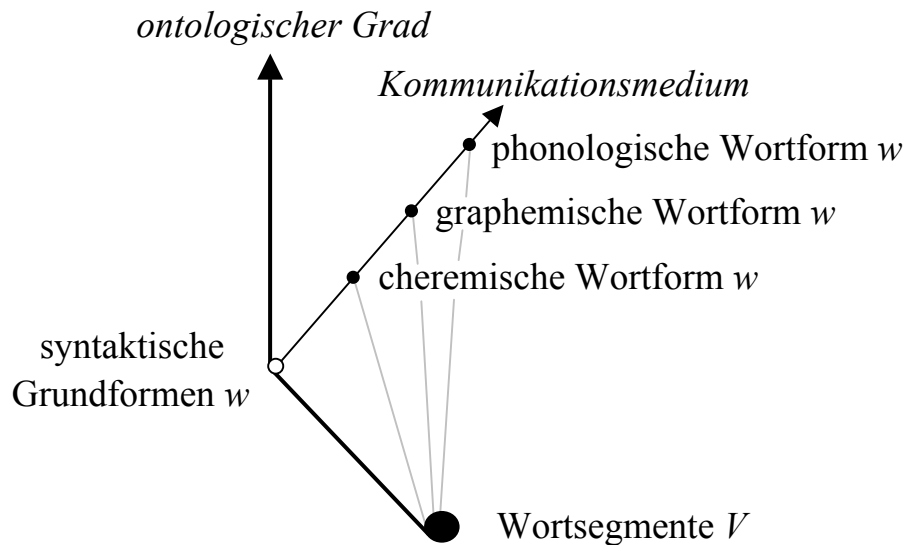 ontologischer Grad
Kommunikationsmedium
phonologische Wortform w
graphemische Wortform w
cheremische Wortform w
syntaktische
Grundformen w
Wortsegmente V